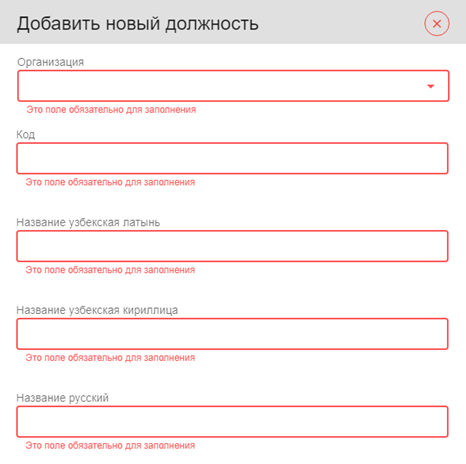 Добавить новый должность
Организация
Это поле обязательно для заполнения
Код
Это поле обязательно для заполнения
Название узбекская латынь
Это поле обязательно для заполнения
Название узбекская кириллица
Это поле обязательно для заполнения
Название русский
Это поле обязательно для заполнения